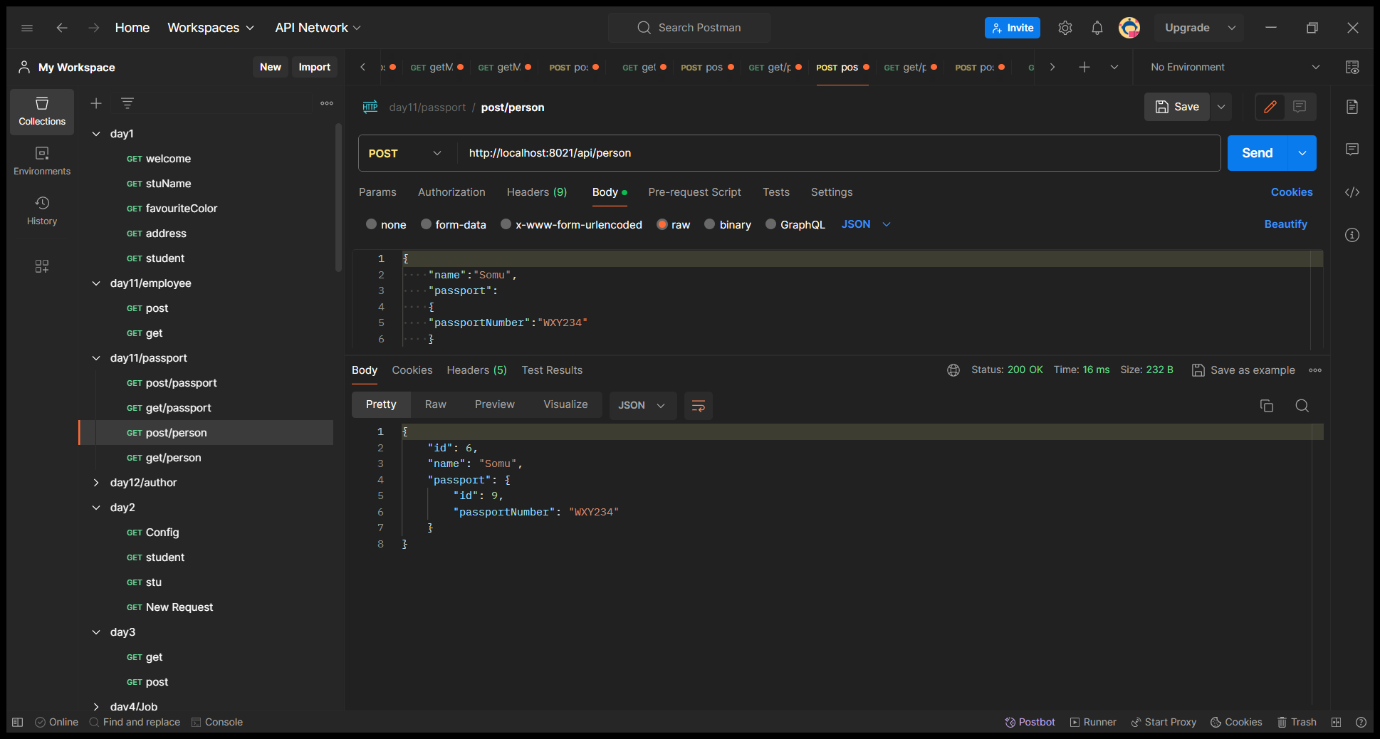 Home Workspaces API Network Search Postman Invite Upgrade
My Workspace New Import
GET getM GET getM POST po: GET get POST pos GET get/p POST pos GET get/p POST po: No Environment
Collections
Environments
History
day1
GET welcome
GET stuName
GET favouriteColor
GET address
GET student
day11/employee
GET post
GET get
day11/passport
GET post/passport
GET get/passport
GET post/person
GET get/person
day12/author
day2
GET Config
GET student
GET stu
GET New Request
day3
GET get
GET post
day4/Job
HTTP day11/passport / post/person Save
POST http://localhost:8021/api/person Send
Params Authorization Headers (9) Body Pre-request Script Tests Settings Cookies
none form-data x-www-form-urlencoded raw binary GraphQL JSON Beautify
1 {
2 "name":"Somu",
3 "passport":
4 {
5 "passportNumber":"WXY234"
6 }
Body Cookies Headers (5) Test Results Status: 200 OK Time: 16 ms Size: 232 B Save as example
Pretty Raw Preview Visualize JSON
1 {
2 "id": 6,
3 "name": "Somu",
4 "passport": {
5 "id": 9,
6 "passportNumber": "WXY234"
7 }
8 }
Online Find and replace Console Postbot Runner Start Proxy Cookies Trash